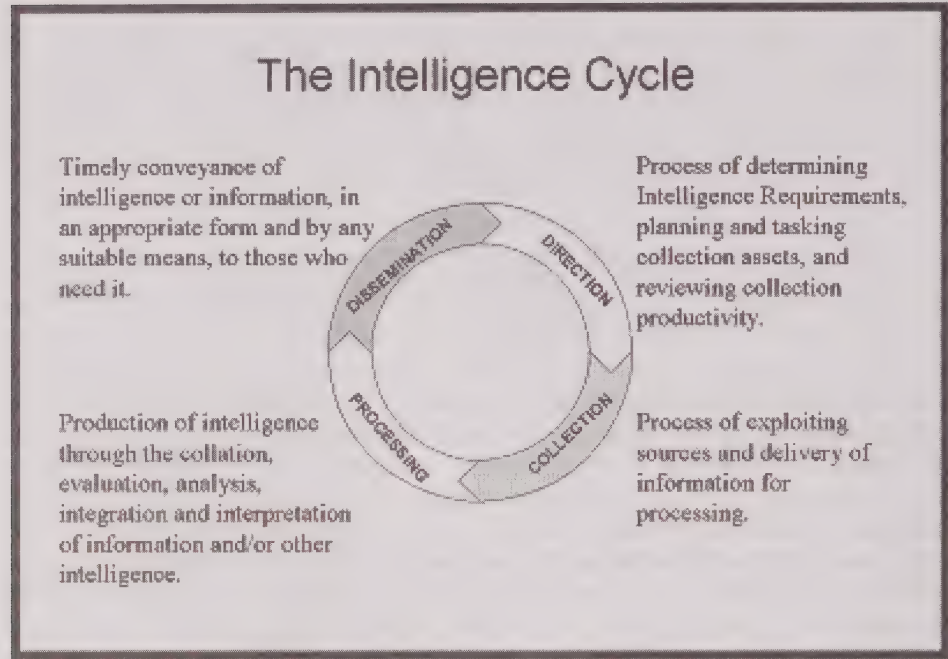 The Intelligence Cycle
Timely conveyance of
intelligence or information, in
an appropriate form and by any
suitable means, to those who
need it.
Process of determining
Intelligence Requirements,
planning and tasking
collection assets, and
reviewing collection
productivity.
DISSEMINATION
DIRECTION
PROCESSING
COLLECTION
Production of intelligence
through the collation,
evaluation, analysis,
integration and interpretation
of information and/or other
intelligence.
Process of exploiting
sources and delivery of
information for
processing.